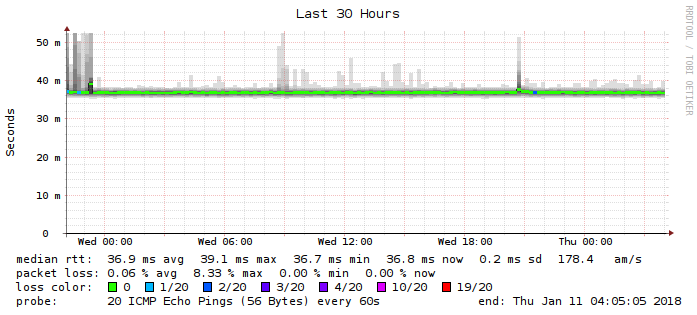 Last 30 Hours
RRDTOOL / TOBI OETIKER
Seconds
50 m
40 m
30 m
20 m
10 m
0
Wed 00:00 Wed 06:00 Wed 12:00 Wed 18:00 Thu 00:00
median rtt: 36.9 ms avg 39.1 ms max 36.7 ms min 36.8 ms now 0.2 ms sd 178.4 am/s
packet loss: 0.06 % avg 8.33 % max 0.00 % min 0.00 % now
loss color: 0 1/20 2/20 3/20 4/20 10/20 19/20
probe: 20 ICMP Echo Pings (56 Bytes) every 60s end: Thu Jan 11 04:05:05 2018